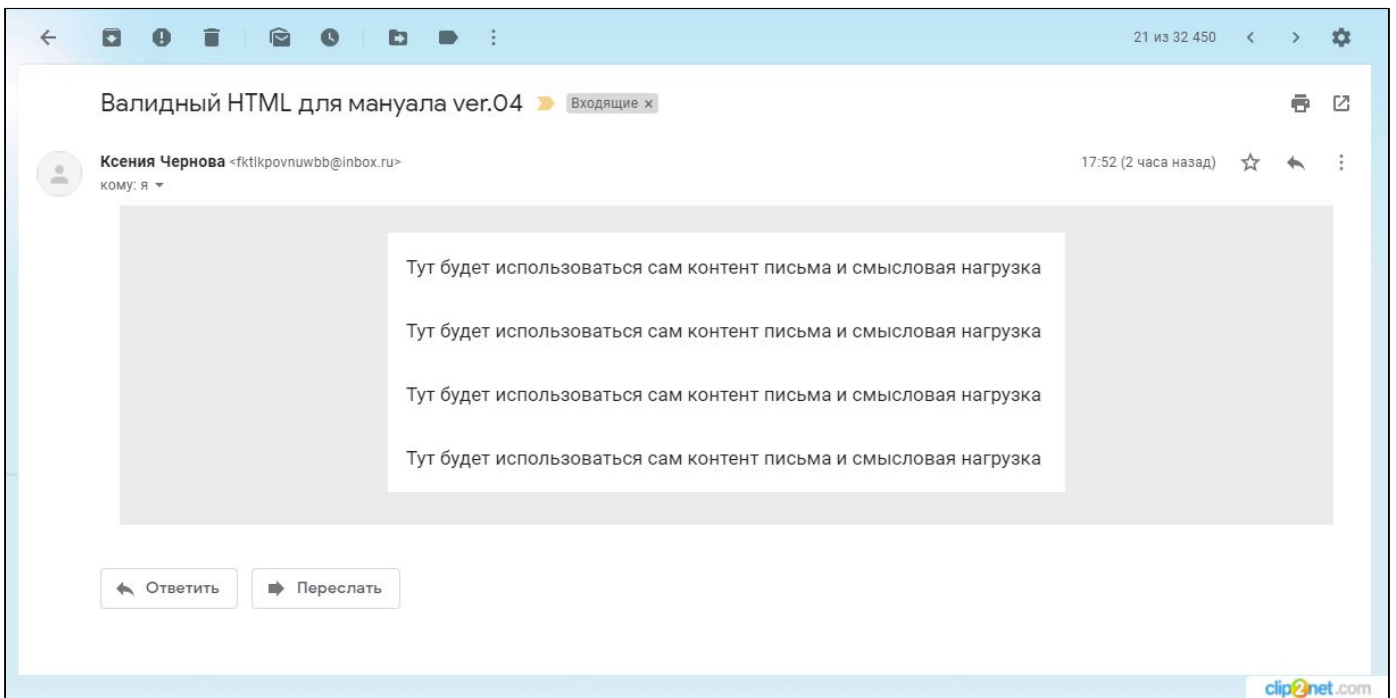 21 из 32 450
Валидный HTML для мануала ver.04 Входящие x
Ксения Чернова <fktlkpovnuwbb@inbox.ru> 17:52 (2 часа назад)
кому: я
Тут будет использоваться сам контент письма и смысловая нагрузка
Тут будет использоваться сам контент письма и смысловая нагрузка
Тут будет использоваться сам контент письма и смысловая нагрузка
Тут будет использоваться сам контент письма и смысловая нагрузка
Ответить Переслать
clip2net.com